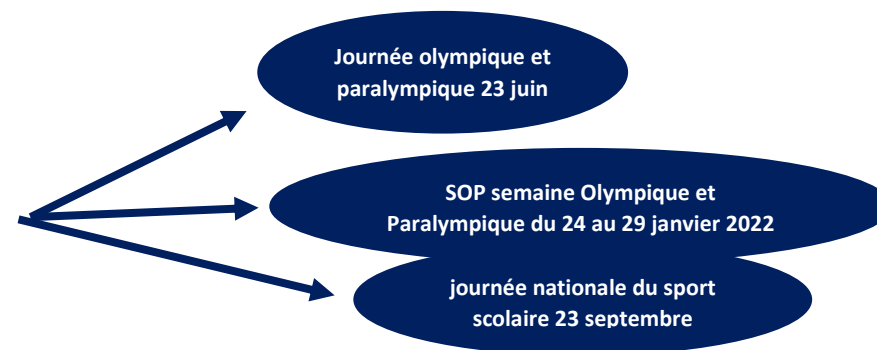 Journée olympique et
paralympique 23 juin
SOP semaine Olympique et
Paralympique du 24 au 29 janvier 2022
journée nationale du sport
scolaire 23 septembre